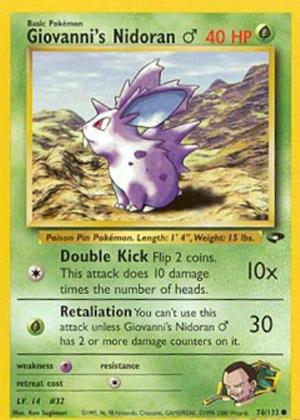 Basic Pokémon
Giovanni's Nidoran ♂ 40 HP
Poison Pin Pokémon. Length: 1' 4", Weight: 15 lbs.
Double Kick Flip 2 coins.
This attack does 10 damage
times the number of heads.
10x
Retaliation You can't use this
attack unless Giovanni's Nidoran ♂
has 2 or more damage counters on it.
30
weakness
resistance
retreat cost
LV. 14 #32
Illus. Ken Sugimori
76/132